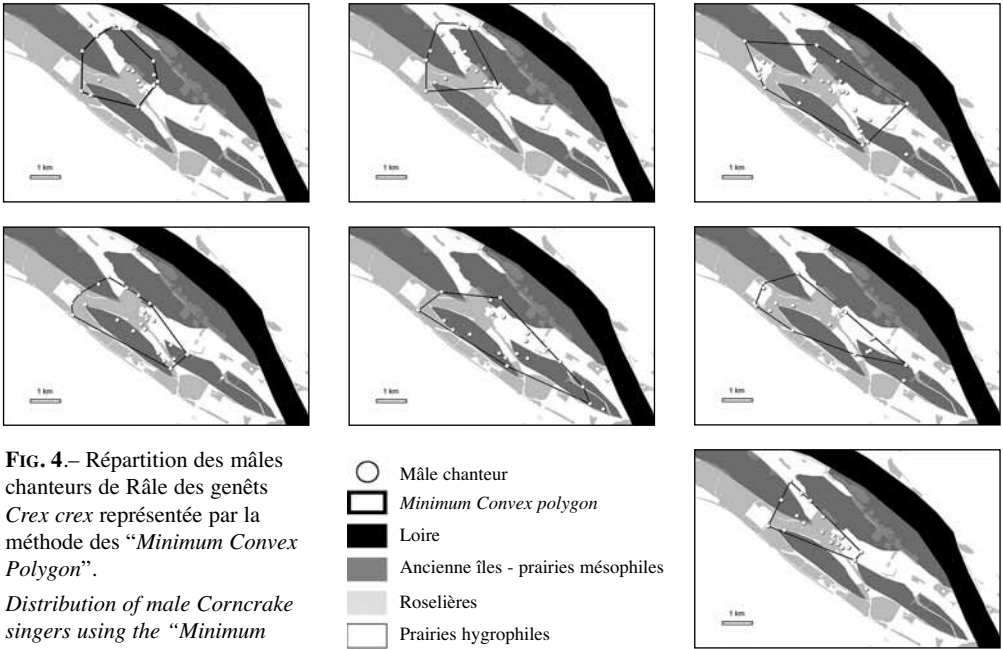 1 km
1 km
1 km
1 km
1 km
1 km
FIG. 4.– Répartition des mâles
chanteurs de Râle des genêts
Crex crex représentée par la
méthode des “Minimum Convex
Polygon”.
Distribution of male Corncrake
singers using the “Minimum
Mâle chanteur
Minimum Convex polygon
Loire
Ancienne îles - prairies mésophiles
Roselières
Prairies hygrophiles
1 km